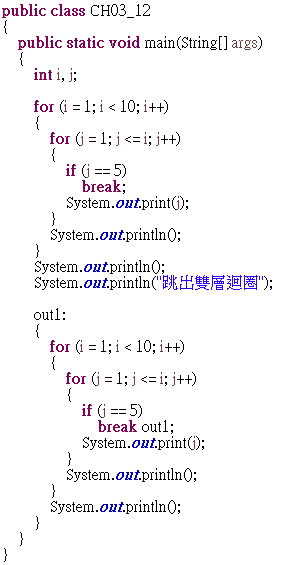 public class CH03_12
{
    public static void main(String[] args)
    {
        int i, j;

        for (i = 1; i < 10; i++)
        {
            for (j = 1; j <= i; j++)
            {
                if (j == 5)
                    break;
                System.out.print(j);
            }
            System.out.println();
        }
        System.out.println();
        System.out.println("跳出雙層迴圈");

        out1:
        {
            for (i = 1; i < 10; i++)
            {
                for (j = 1; j <= i; j++)
                {
                    if (j == 5)
                        break out1;
                    System.out.print(j);
                }
                System.out.println();
            }
            System.out.println();
        }
    }
}